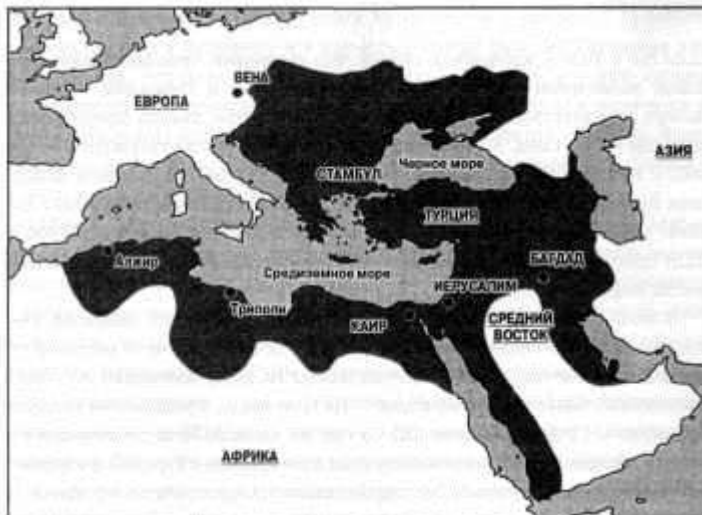 ВЕНА
ЕВРОПА
АЗИЯ
Черное море
СТАМБУЛ
ТУРЦИЯ
БАГДАД
Алжир
Средиземное море
ИЕРУСАЛИМ
Триполи
КАИР
СРЕДНИЙ
ВОСТОК
АФРИКА